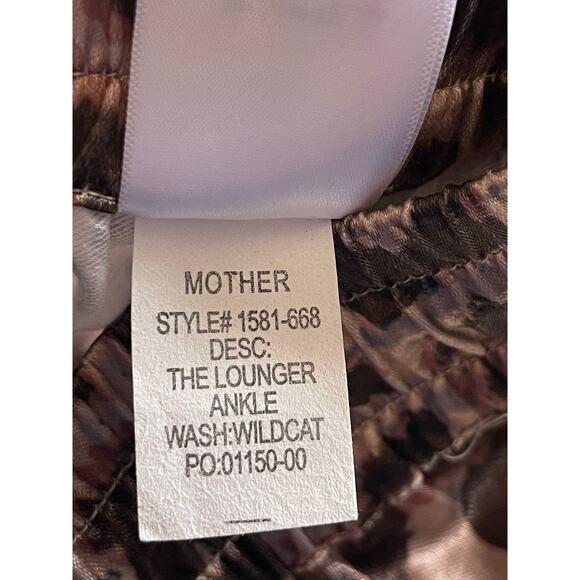 MOTHER
STYLE# 1581-668
DESC:
THE LOUNGER
ANKLE
WASH:WILDCAT
PO:01150-00